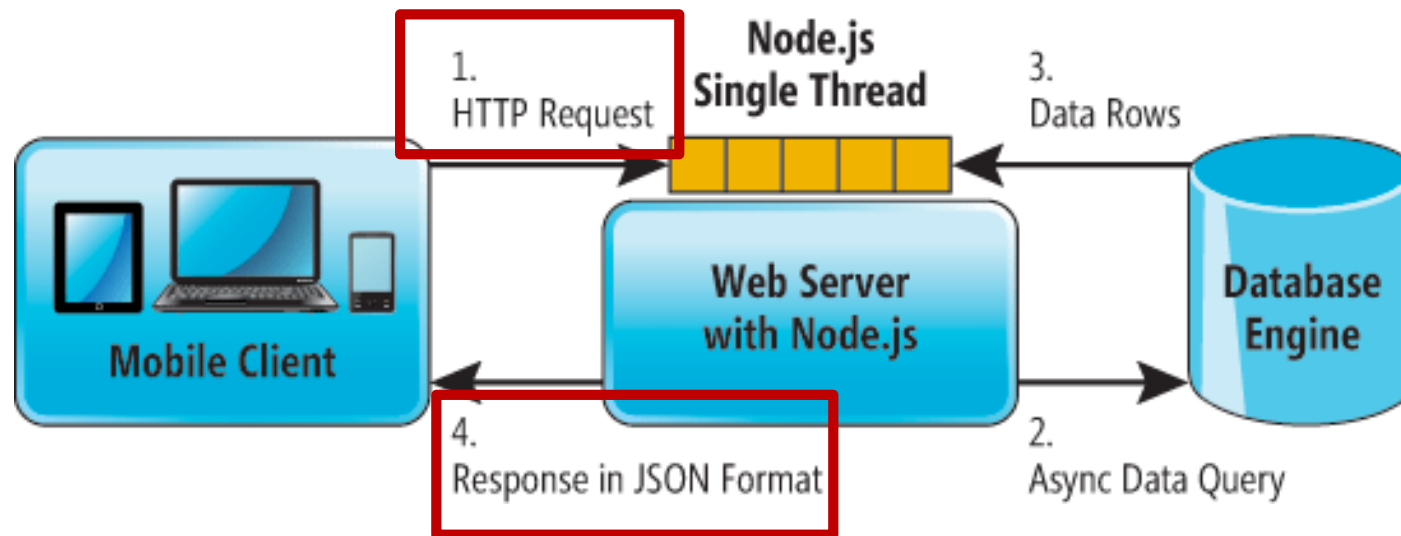 1.
HTTP Request
Node.js
Single Thread
3.
Data Rows
Mobile Client
Web Server
with Node.js
Database
Engine
4.
Response in JSON Format
2.
Async Data Query